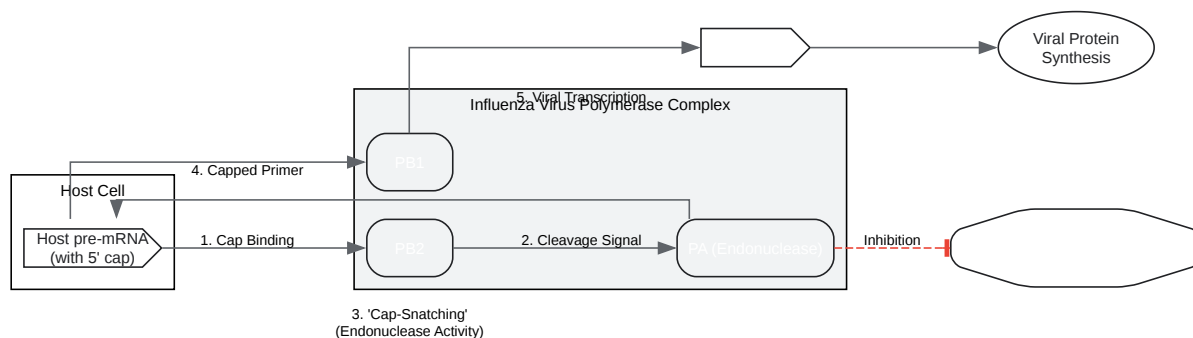 Viral Protein
Synthesis
5. Viral Transcription
Influenza Virus Polymerase Complex
PB1
4. Capped Primer
Host Cell
Host pre-mRNA
(with 5' cap)
1. Cap Binding
PB2
2. Cleavage Signal
PA (Endonuclease)
Inhibition
3. 'Cap-Snatching'
(Endonuclease Activity)